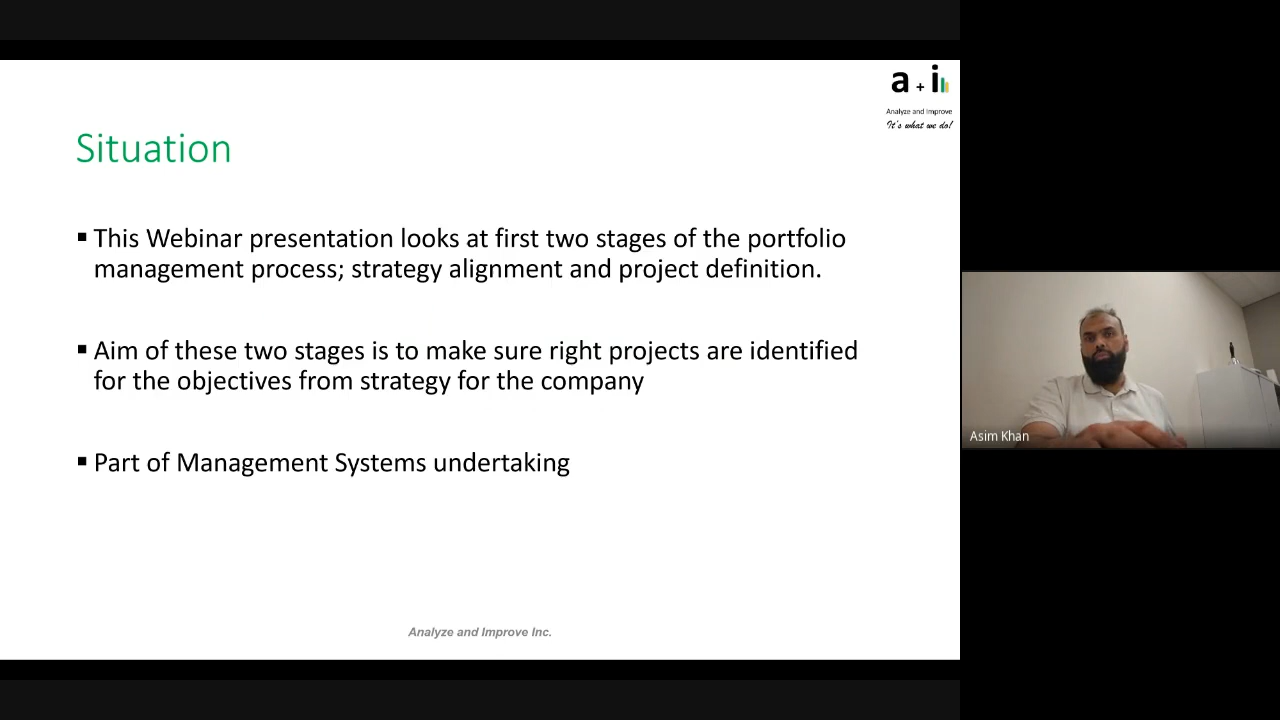 a + i
Analyze and Improve
It's what we do!
Situation
▪ This Webinar presentation looks at first two stages of the portfolio
management process; strategy alignment and project definition.
▪ Aim of these two stages is to make sure right projects are identified
for the objectives from strategy for the company
▪ Part of Management Systems undertaking
Asim Khan
Analyze and Improve Inc.